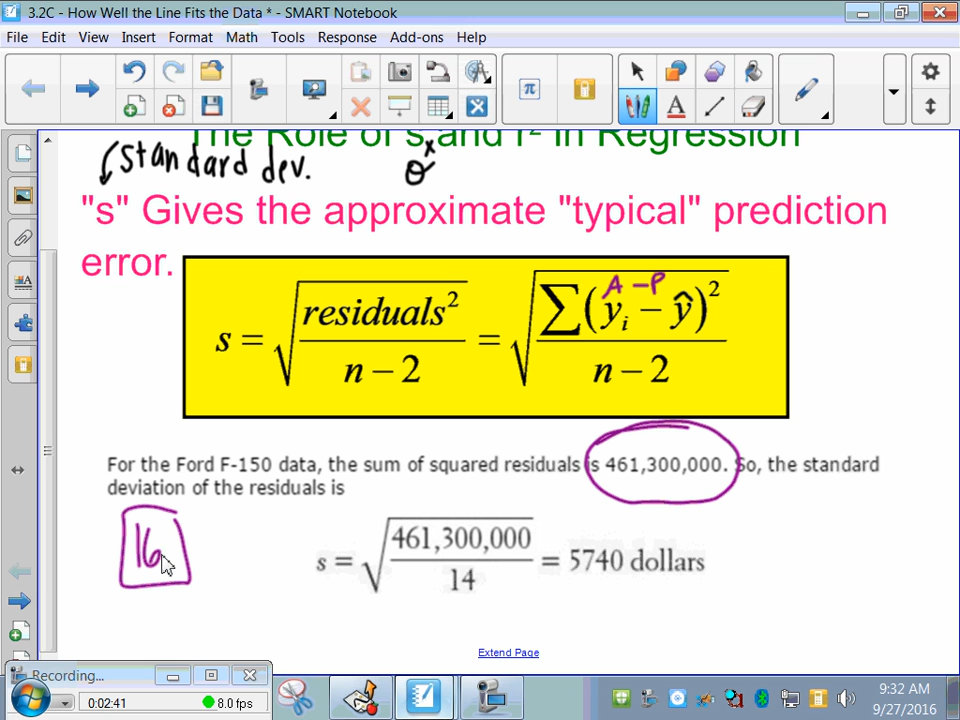 3.2C - How Well the Line Fits the Data * - SMART Notebook
File Edit View Insert Format Math Tools Response Add-ons Help
π
A
The Role of s and r² in Regression
standard dev. σx
"s" Gives the approximate "typical" prediction
error.
A - P
s = √(residuals² / (n − 2)) = √(∑(yᵢ − ŷ)² / (n − 2))
For the Ford F-150 data, the sum of squared residuals is 461,300,000. So, the standard
deviation of the residuals is
16
s = √(461,300,000 / 14) = 5740 dollars
Extend Page
Recording...
0:02:41 8.0 fps
9:32 AM
9/27/2016